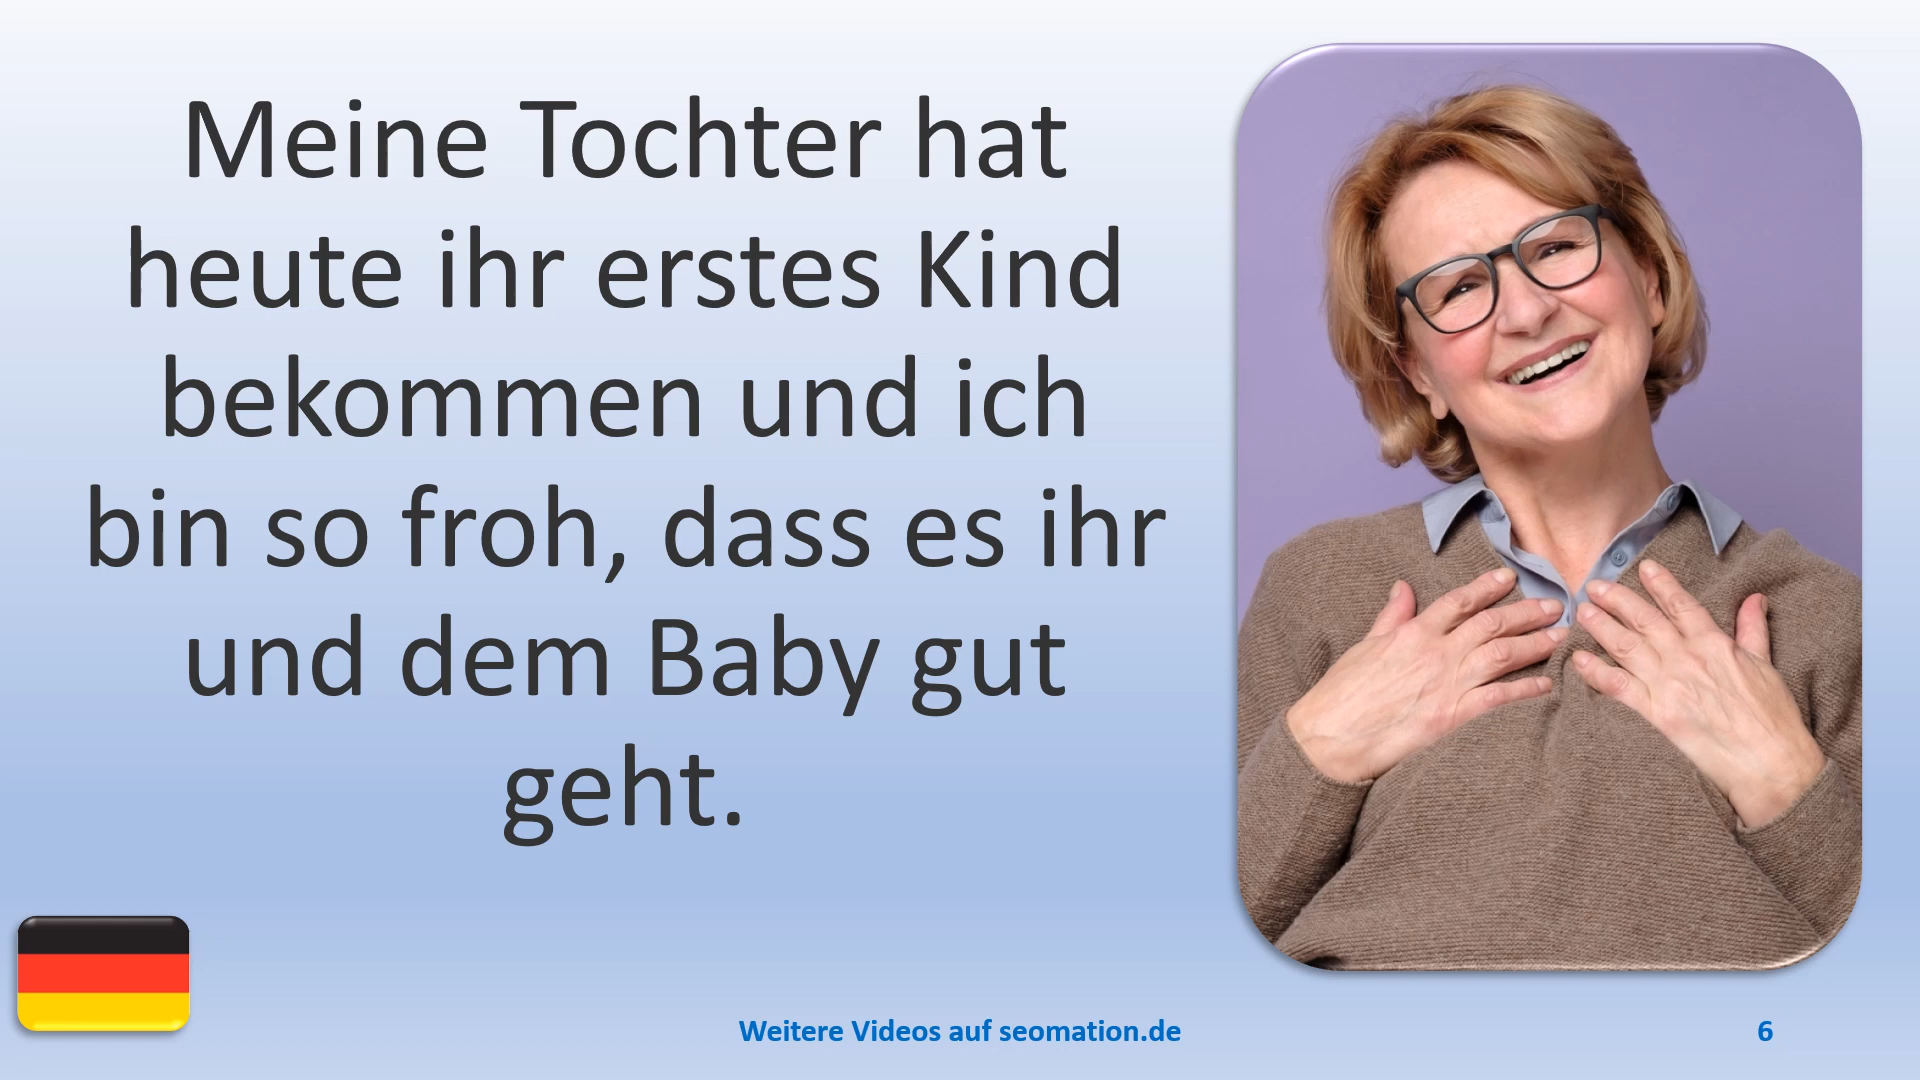 Meine Tochter hat
heute ihr erstes Kind
bekommen und ich
bin so froh, dass es ihr
und dem Baby gut
geht.
Weitere Videos auf seomation.de
6